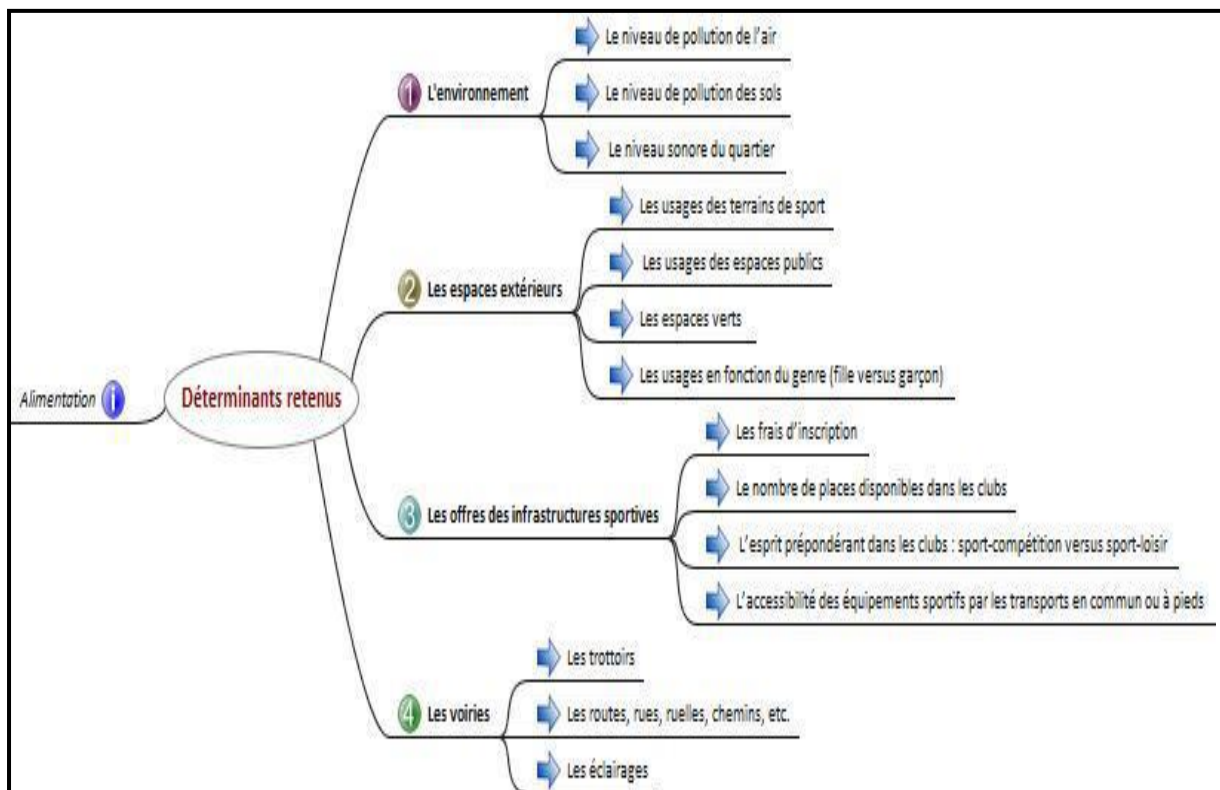 Alimentation i
Déterminants retenus
1 L'environnement
Le niveau de pollution de l'air
Le niveau de pollution des sols
Le niveau sonore du quartier
2 Les espaces extérieurs
Les usages des terrains de sport
Les usages des espaces publics
Les espaces verts
Les usages en fonction du genre (fille versus garçon)
3 Les offres des infrastructures sportives
Les frais d'inscription
Le nombre de places disponibles dans les clubs
L'esprit prépondérant dans les clubs : sport-compétition versus sport-loisir
L'accessibilité des équipements sportifs par les transports en commun ou à pieds
4 Les voiries
Les trottoirs
Les routes, rues, ruelles, chemins, etc.
Les éclairages